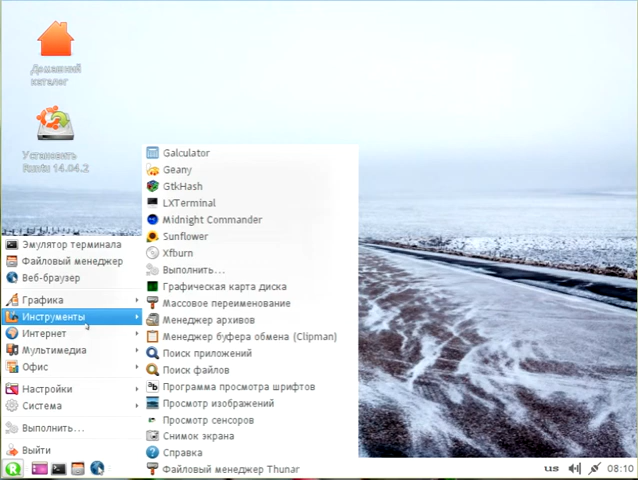 Домашний
каталог
Установить
Runtu 14.04.2
Galculator
Geany
GtkHash
LXTerminal
Midnight Commander
Sunflower
Xfburn
Выполнить...
Графическая карта диска
Массовое переименование
Менеджер архивов
Менеджер буфера обмена (Clipman)
Поиск приложений
Поиск файлов
Программа просмотра шрифтов
Просмотр изображений
Просмотр сенсоров
Снимок экрана
Справка
Файловый менеджер Thunar
Эмулятор терминала
Файловый менеджер
Веб-браузер
Графика
Инструменты
Интернет
Мультимедиа
Офис
Настройки
Система
Выполнить...
Выйти
us
08:10